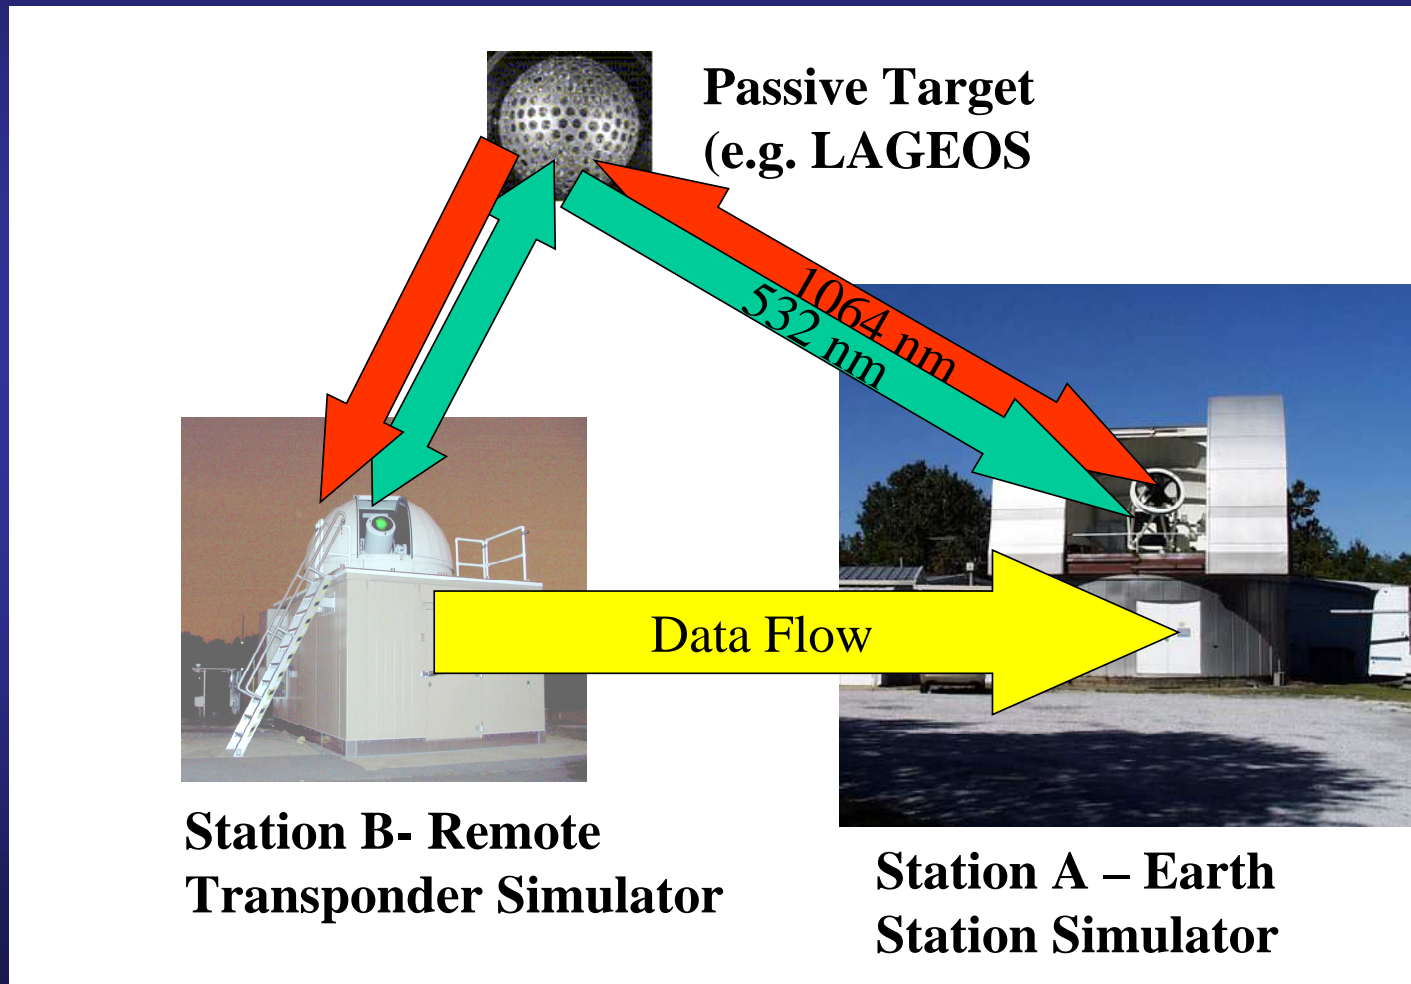 Passive Target
(e.g. LAGEOS
1064 nm
532 nm
Data Flow
Station B- Remote
Transponder Simulator
Station A – Earth
Station Simulator